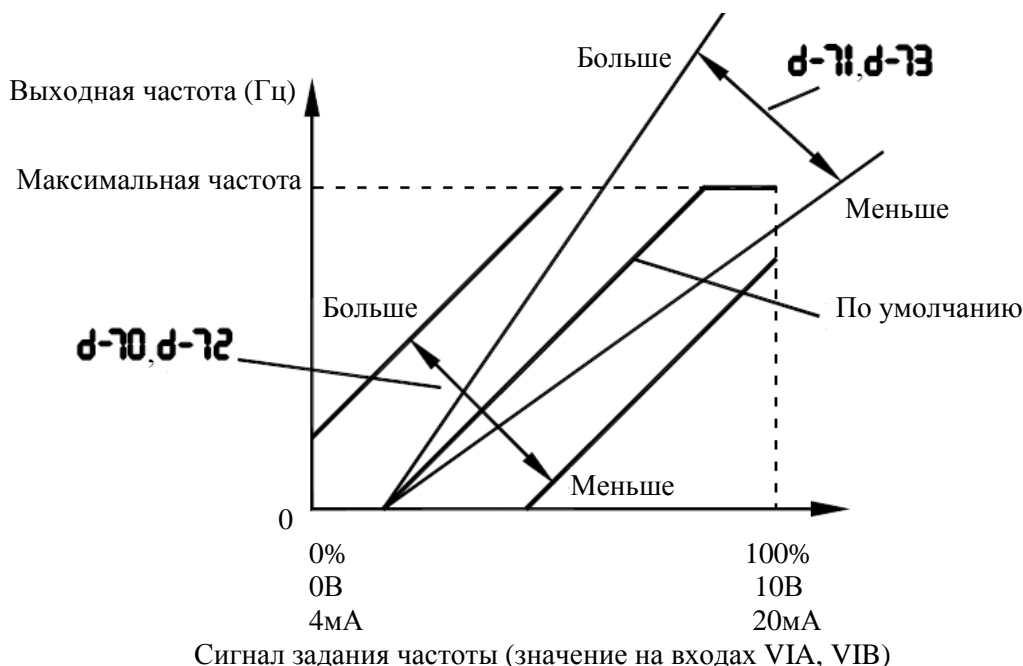 Больше
d-71,d-73
Выходная частота (Гц)
Максимальная частота
Меньше
Больше
По умолчанию
d-70,d-72
Меньше
0
0% 100%
0В 10В
4мА 20мА
Сигнал задания частоты (значение на входах VIA, VIB)